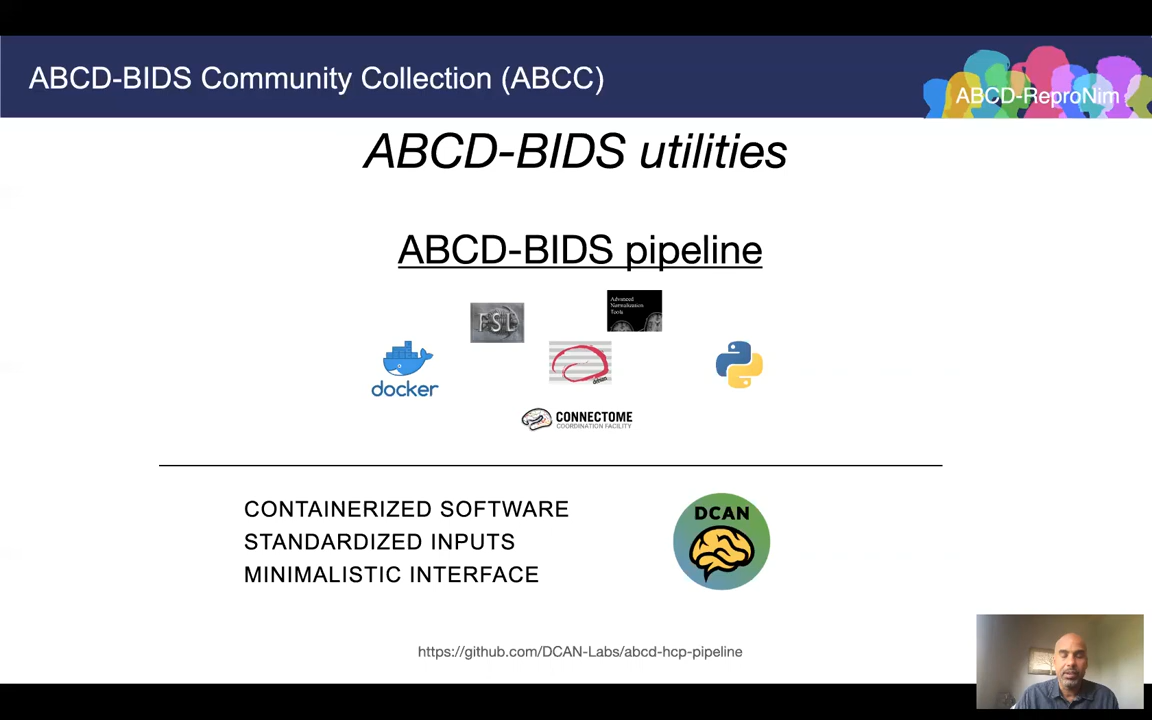 ABCD-BIDS Community Collection (ABCC)
ABCD-ReproNim
ABCD-BIDS utilities
ABCD-BIDS pipeline
FSL
Advanced
Normalization
Tools
docker
debian
CONNECTOME
COORDINATION FACILITY
CONTAINERIZED SOFTWARE
STANDARDIZED INPUTS
MINIMALISTIC INTERFACE
DCAN
https://github.com/DCAN-Labs/abcd-hcp-pipeline